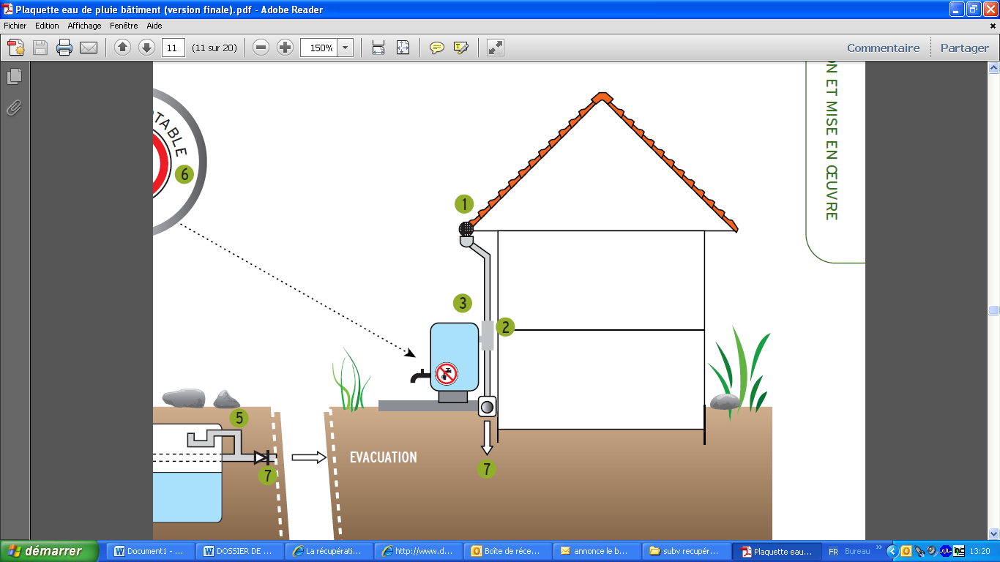 Plaquette eau de pluie bâtiment (version finale).pdf - Adobe Reader
Fichier Edition Affichage Fenêtre Aide
11 (11 sur 20) 150% Commentaire Partager
ON ET MISE EN ŒUVRE
TABLE
6
1
3
2
5
EVACUATION
7
7
démarrer Document1 - ... DOSSIER DE ... La récupérati... http://www.d... Boîte de réce... annonce le b... subv recupér... Plaquette eau... FR Bureau 13:20